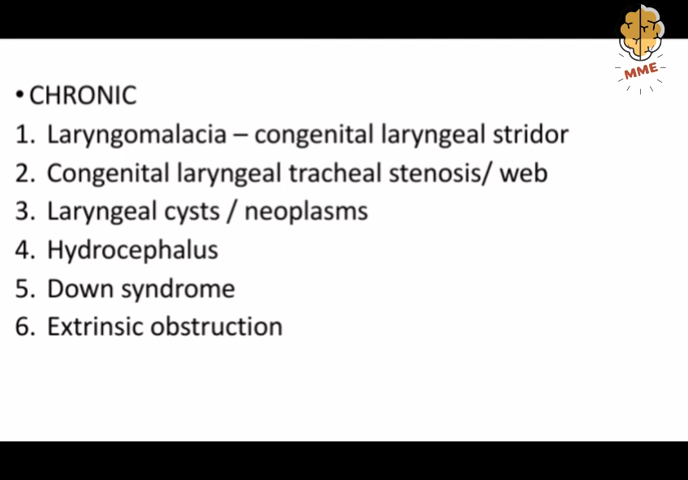 MME
• CHRONIC
1. Laryngomalacia – congenital laryngeal stridor
2. Congenital laryngeal tracheal stenosis/ web
3. Laryngeal cysts / neoplasms
4. Hydrocephalus
5. Down syndrome
6. Extrinsic obstruction